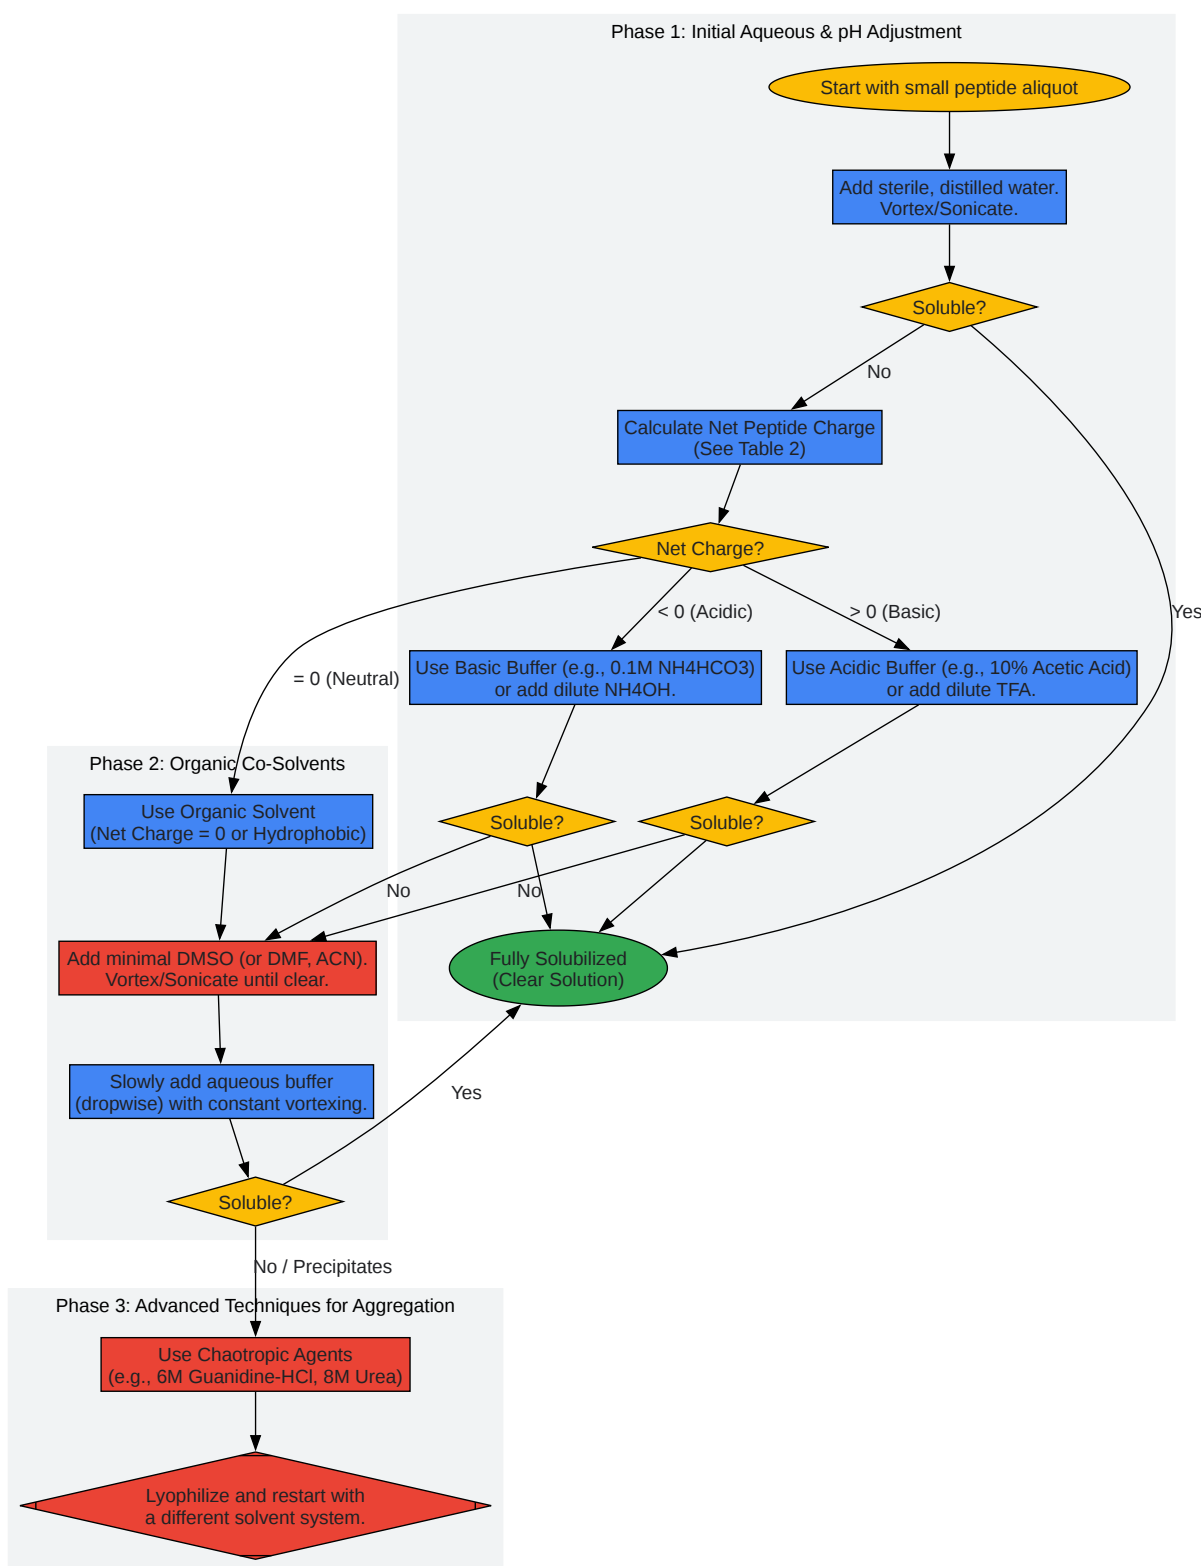 Phase 1: Initial Aqueous & pH Adjustment
Start with small peptide aliquot
Add sterile, distilled water.
Vortex/Sonicate.
Soluble?
No
Yes
Calculate Net Peptide Charge
(See Table 2)
Net Charge?
< 0 (Acidic)
> 0 (Basic)
= 0 (Neutral)
Use Basic Buffer (e.g., 0.1M NH4HCO3)
or add dilute NH4OH.
Use Acidic Buffer (e.g., 10% Acetic Acid)
or add dilute TFA.
Soluble?
Soluble?
No
No
Fully Solubilized
(Clear Solution)
Phase 2: Organic Co-Solvents
Use Organic Solvent
(Net Charge = 0 or Hydrophobic)
Add minimal DMSO (or DMF, ACN).
Vortex/Sonicate until clear.
Slowly add aqueous buffer
(dropwise) with constant vortexing.
Yes
Soluble?
No / Precipitates
Phase 3: Advanced Techniques for Aggregation
Use Chaotropic Agents
(e.g., 6M Guanidine-HCl, 8M Urea)
Lyophilize and restart with
a different solvent system.